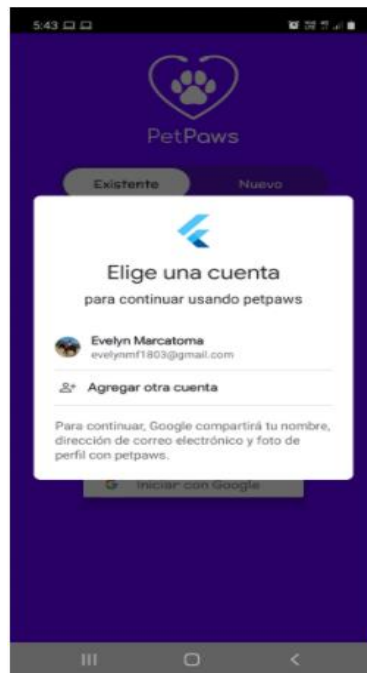 5:43
PetPaws
Existente Nuevo
Elige una cuenta
para continuar usando petpaws
Evelyn Marcatoma
evelynmf1803@gmail.com
Agregar otra cuenta
Para continuar, Google compartirá tu nombre,
dirección de correo electrónico y foto de
perfil con petpaws.
Iniciar con Google